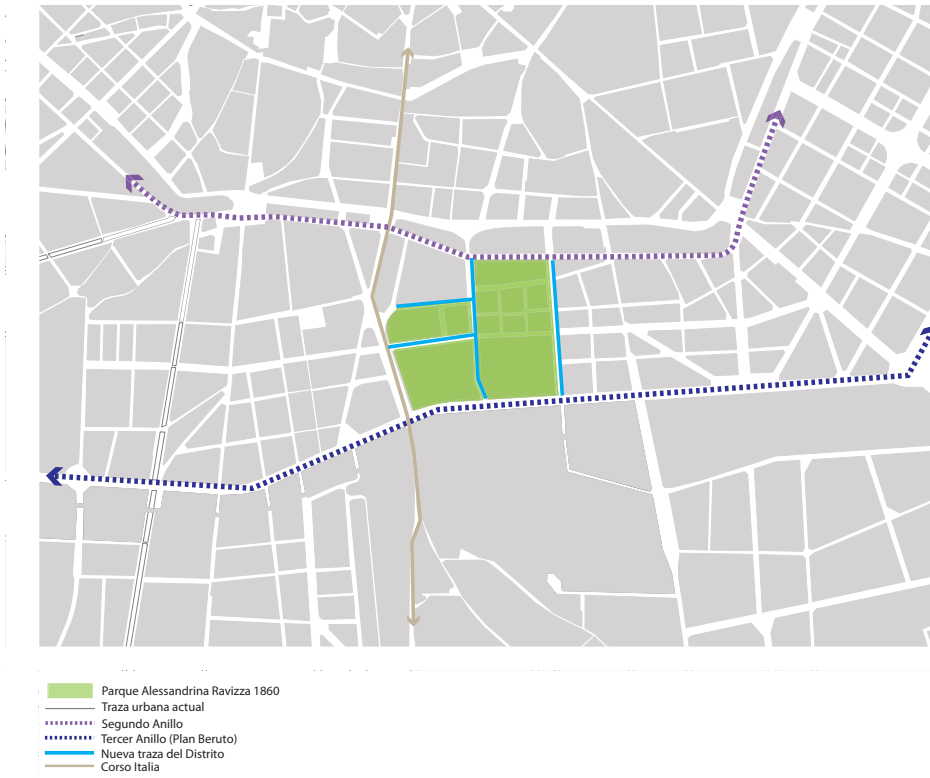 Parque Alessandrina Ravizza 1860
Traza urbana actual
Segundo Anillo
Tercer Anillo (Plan Beruto)
Nueva traza del Distrito
Corso Italia